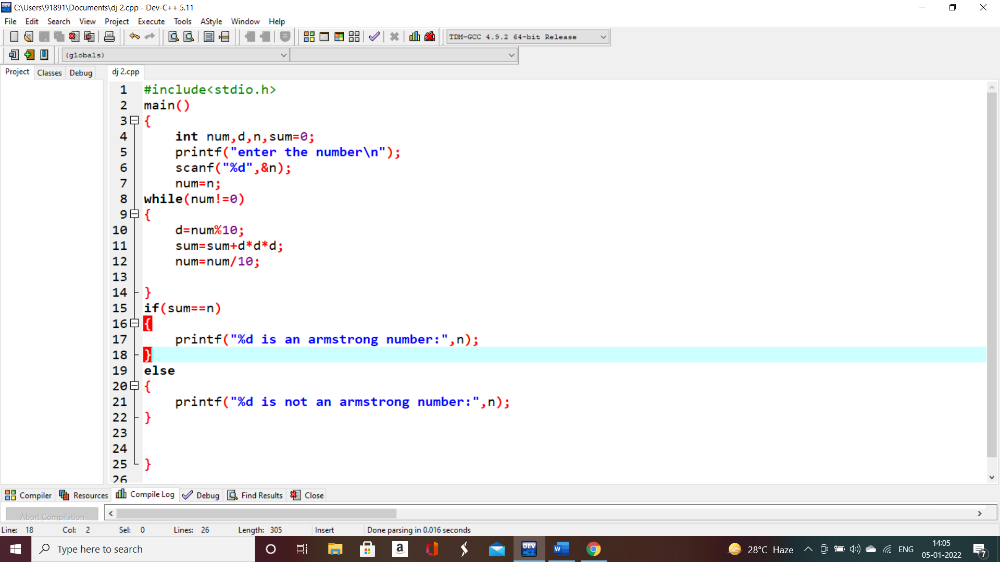 C:\Users\91891\Documents\dj 2.cpp - Dev-C++ 5.11
File Edit Search View Project Execute Tools AStyle Window Help
TDM-GCC 4.9.2 64-bit Release
(globals)
Project Classes Debug dj 2.cpp
1 #include<stdio.h>
2 main()
3 {
4 int num,d,n,sum=0;
5 printf("enter the number\n");
6 scanf("%d",&n);
7 num=n;
8 while(num!=0)
9 {
10 d=num%10;
11 sum=sum+d*d*d;
12 num=num/10;
13
14 }
15 if(sum==n)
16 {
17 printf("%d is an armstrong number:",n);
18 }
19 else
20 {
21 printf("%d is not an armstrong number:",n);
22 }
23
24
25 }
26
Compiler Resources Compile Log Debug Find Results Close
Abort Compilation
Line: 18 Col: 2 Sel: 0 Lines: 26 Length: 305 Insert Done parsing in 0.016 seconds
Type here to search
DEV C++
28°C Haze ENG 14:05
05-01-2022
7